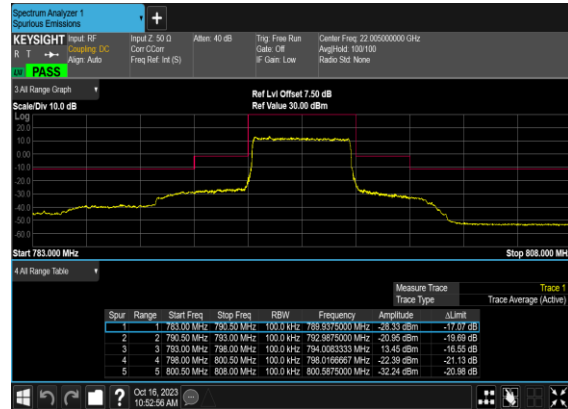 Spectrum Analyzer 1
Spurious Emissions
+
KEYSIGHT Input: RF Input Z: 50 Ω Atten: 40 dB Trig: Free Run Center Freq: 22.005000000 GHz
R T Coupling: DC Corr CCorr Gate: Off Avg|Hold: 100/100
Align: Auto Freq Ref: Int (S) IF Gain: Low Radio Std: None
PASS
3 All Range Graph
Ref Lvl Offset 7.50 dB
Scale/Div 10.0 dB Ref Value 30.00 dBm
Log
20.0
10.0
0.00
-10.0
-20.0
-30.0
-40.0
-50.0
-60.0
Start 783.000 MHz Stop 808.000 MH
4 All Range Table
Measure Trace Trace 1
Trace Type Trace Average (Active)
Spur Range Start Freq Stop Freq RBW Frequency Amplitude ΔLimit
1 1 783.00 MHz 790.50 MHz 100.0 kHz 789.9375000 MHz -28.33 dBm -17.07 dB
2 2 790.50 MHz 793.00 MHz 100.0 kHz 792.9875000 MHz -20.95 dBm -19.69 dB
3 3 793.00 MHz 798.00 MHz 100.0 kHz 794.0083333 MHz 13.45 dBm -16.55 dB
4 4 798.00 MHz 800.50 MHz 100.0 kHz 798.0166667 MHz -22.39 dBm -21.13 dB
5 5 800.50 MHz 808.00 MHz 100.0 kHz 800.5875000 MHz -32.24 dBm -20.98 dB
? Oct 16, 2023
10:52:56 AM